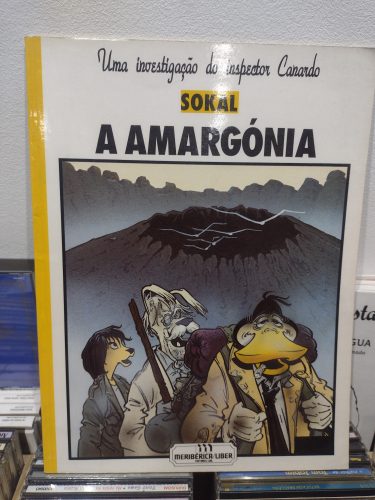 Uma investigação do inspector Canardo
SOKAL
A AMARGÓNIA
MERIBÉRICA/LIBER